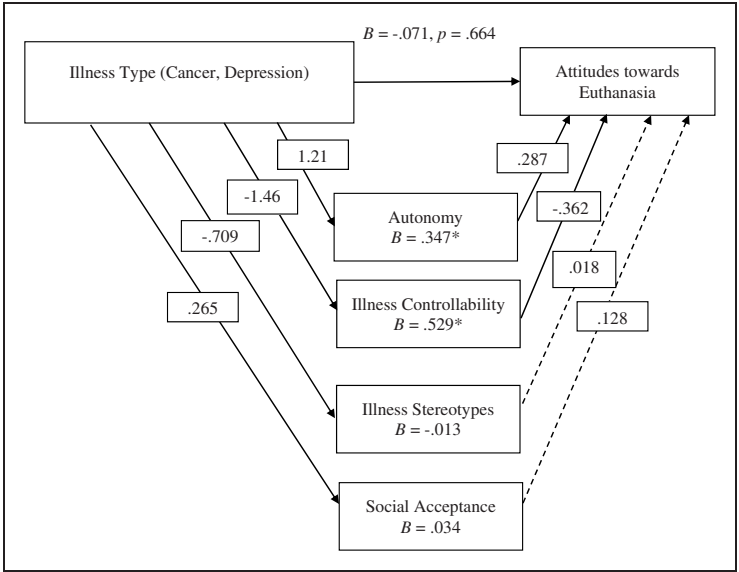 B = -.071, p = .664
Illness Type (Cancer, Depression)
Attitudes towards
Euthanasia
1.21
.287
-1.46
-.362
Autonomy
B = .347*
-.709
.018
.265
Illness Controllability
B = .529*
.128
Illness Stereotypes
B = -.013
Social Acceptance
B = .034